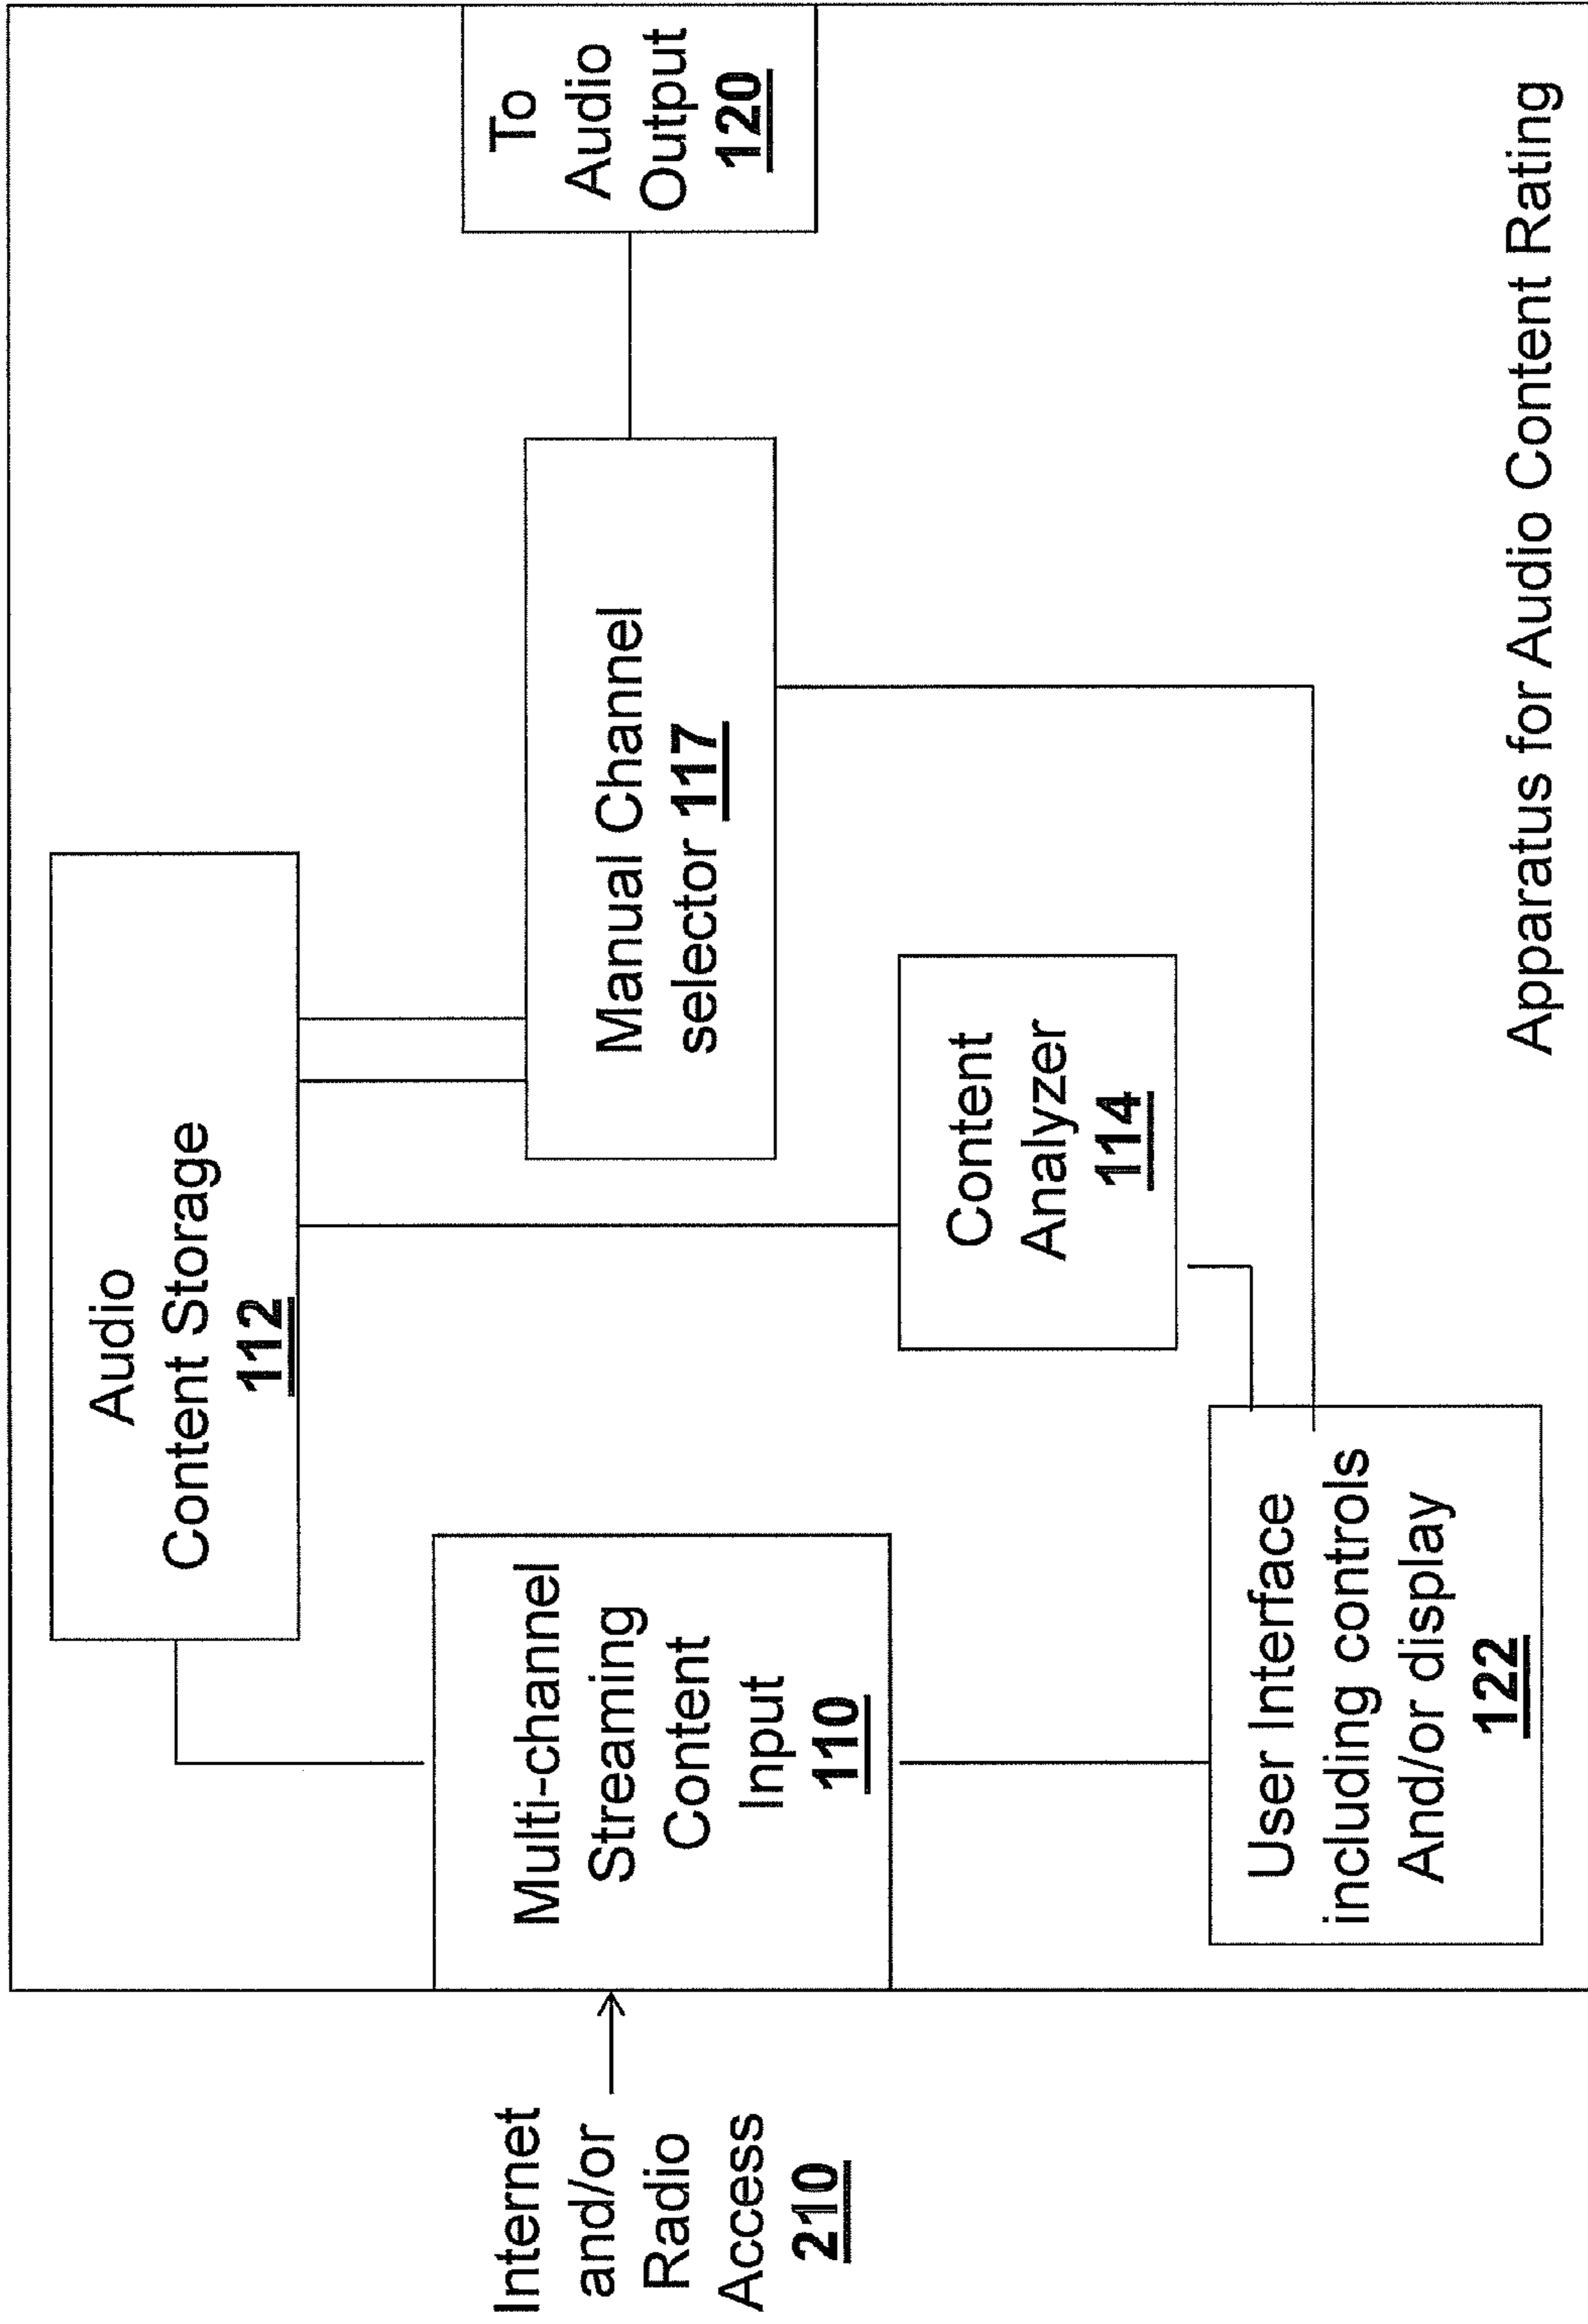 Internet
and/or
Radio
Access
210
Multi-channel
Streaming
Content
Input
110
Audio
Content Storage
112
User Interface
including controls
And/or display
122
Content
Analyzer
114
Manual Channel
selector 117
To
Audio
Output
120
Apparatus for Audio Content Rating